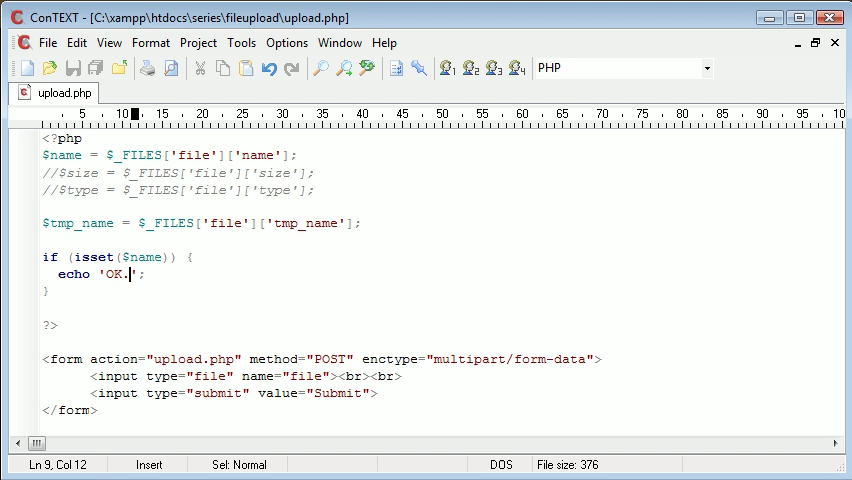 ConTEXT - [C:\xampp\htdocs\series\fileupload\upload.php]
File Edit View Format Project Tools Options Window Help
1 2 3 4 PHP
upload.php
5 10 15 20 25 30 35 40 45 50 55 60 65 70 75 80 85 90 95 10
<?php
$name = $_FILES['file']['name'];
//$size = $_FILES['file']['size'];
//$type = $_FILES['file']['type'];
$tmp_name = $_FILES['file']['tmp_name'];
if (isset($name)) {
echo 'OK.';
}
?>
<form action="upload.php" method="POST" enctype="multipart/form-data">
<input type="file" name="file"><br><br>
<input type="submit" value="Submit">
</form>
Ln 9, Col 12 Insert Sel: Normal DOS File size: 376